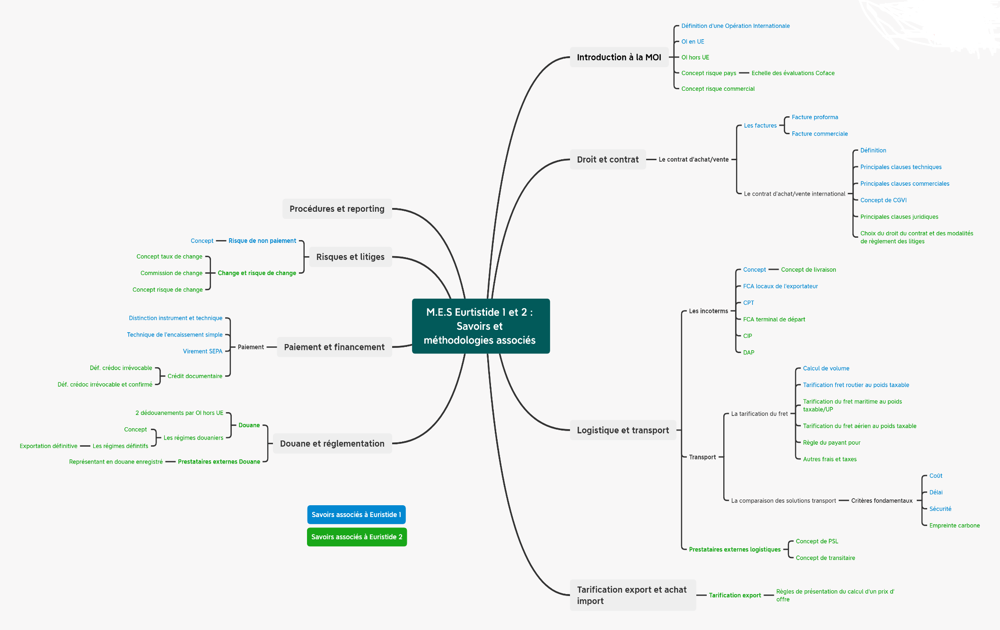 M.E.S Eurtistide 1 et 2 :
Savoirs et
méthodologies associés
Introduction à la MOI
Définition d'une Opération Internationale
OI en UE
OI hors UE
Concept risque pays
Echelle des évaluations Coface
Concept risque commercial
Droit et contrat
Le contrat d'achat/vente
Les factures
Facture proforma
Facture commerciale
Le contrat d'achat/vente international
Définition
Principales clauses techniques
Principales clauses commerciales
Concept de CGVI
Principales clauses juridiques
Choix du droit du contrat et des modalités
de règlement des litiges
Logistique et transport
Les incoterms
Concept
Concept de livraison
FCA locaux de l'exportateur
CPT
FCA terminal de départ
CIP
DAP
Transport
La tarification du fret
Calcul de volume
Tarification fret routier au poids taxable
Tarification du fret maritime au poids
taxable/UP
Tarification du fret aérien au poids taxable
Règle du payant pour
Autres frais et taxes
La comparaison des solutions transport
Critères fondamentaux
Coût
Délai
Sécurité
Empreinte carbone
Prestataires externes logistiques
Concept de PSL
Concept de transitaire
Tarification export et achat
import
Tarification export
Règles de présentation du calcul d'un prix d'
offre
Procédures et reporting
Risques et litiges
Risque de non paiement
Concept
Change et risque de change
Concept taux de change
Commission de change
Concept risque de change
Paiement et financement
Paiement
Distinction instrument et technique
Technique de l'encaissement simple
Virement SEPA
Crédit documentaire
Déf. crédoc irrévocable
Déf. crédoc irrévocable et confirmé
Douane et réglementation
Douane
2 dédouanements par OI hors UE
Les régimes douaniers
Concept
Les régimes défintifs
Exportation définitive
Prestataires externes Douane
Représentant en douane enregistré
Savoirs associés à Euristide 1
Savoirs associés à Euristide 2